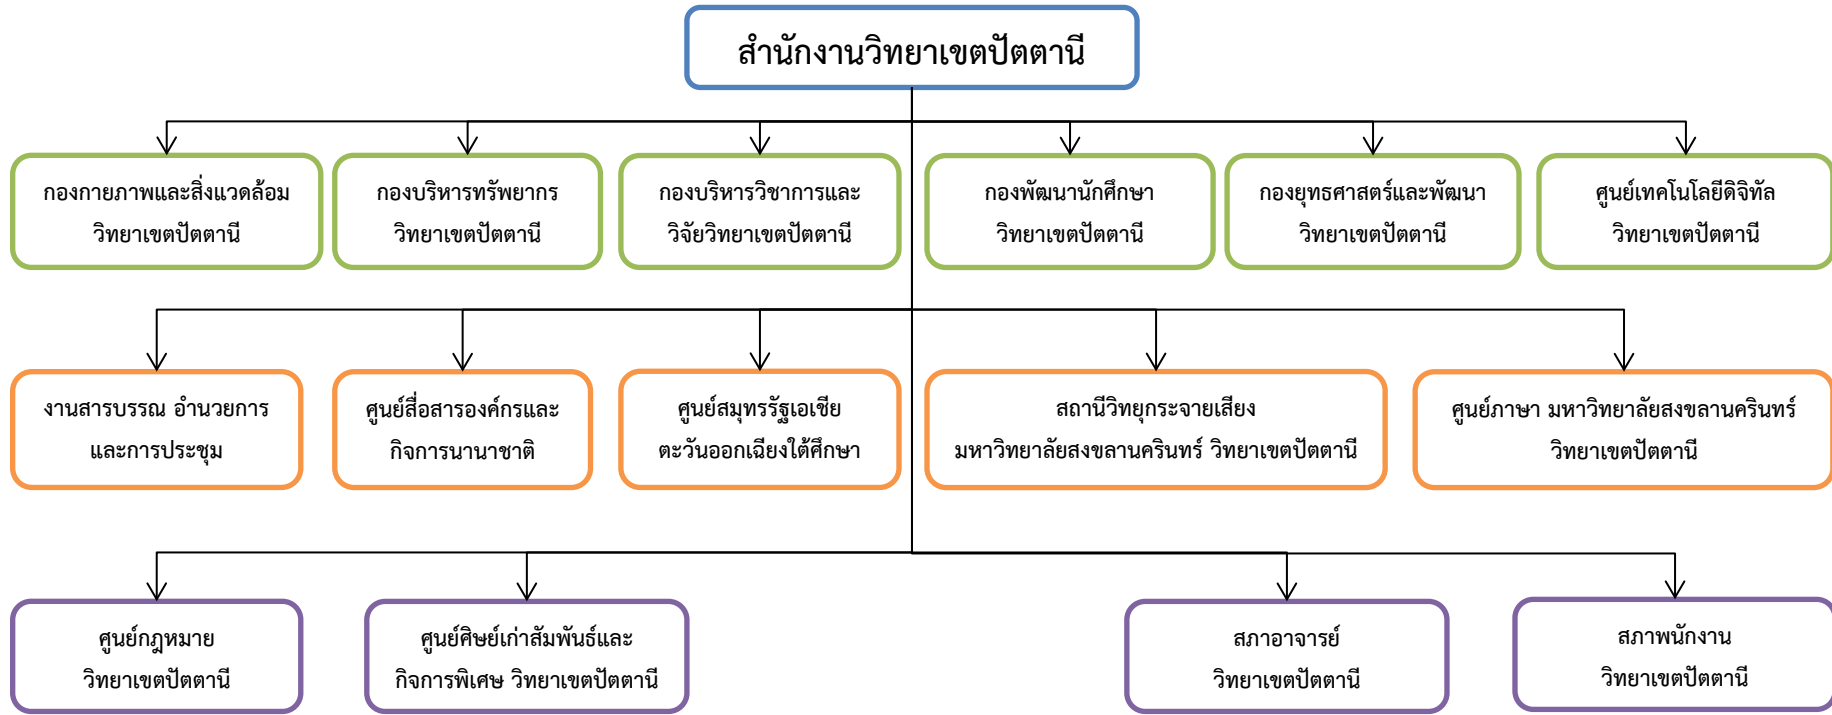 สำนักงานวิทยาเขตปัตตานี
กองกายภาพและสิ่งแวดล้อม
วิทยาเขตปัตตานี
กองบริหารทรัพยากร
วิทยาเขตปัตตานี
กองบริหารวิชาการและ
วิจัยวิทยาเขตปัตตานี
กองพัฒนานักศึกษา
วิทยาเขตปัตตานี
กองยุทธศาสตร์และพัฒนา
วิทยาเขตปัตตานี
ศูนย์เทคโนโลยีดิจิทัล
วิทยาเขตปัตตานี
งานสารบรรณ อำนวยการ
และการประชุม
ศูนย์สื่อสารองค์กรและ
กิจการนานาชาติ
ศูนย์สมุทรรัฐเอเชีย
ตะวันออกเฉียงใต้ศึกษา
สถานีวิทยุกระจายเสียง
มหาวิทยาลัยสงขลานครินทร์ วิทยาเขตปัตตานี
ศูนย์ภาษา มหาวิทยาลัยสงขลานครินทร์
วิทยาเขตปัตตานี
ศูนย์กฎหมาย
วิทยาเขตปัตตานี
ศูนย์ศิษย์เก่าสัมพันธ์และ
กิจการพิเศษ วิทยาเขตปัตตานี
สภาอาจารย์
วิทยาเขตปัตตานี
สภาพนักงาน
วิทยาเขตปัตตานี